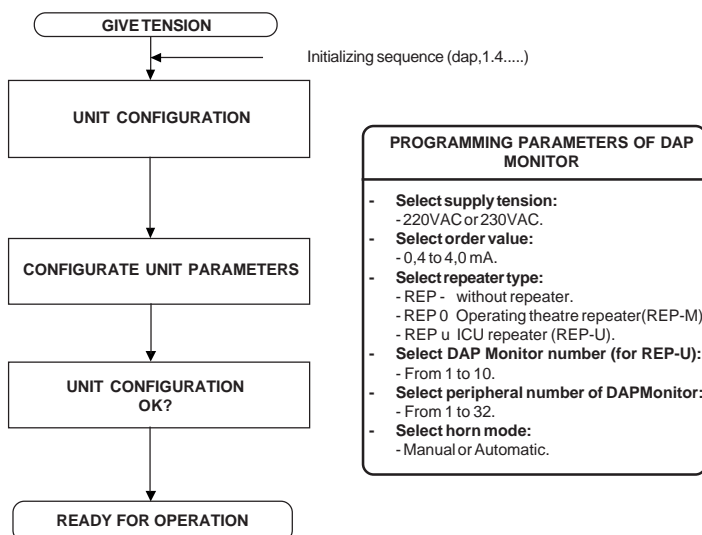 GIVE TENSION
Initializing sequence (dap,1.4.....)
UNIT CONFIGURATION
CONFIGURATE UNIT PARAMETERS
UNIT CONFIGURATION
OK?
READY FOR OPERATION
PROGRAMMING PARAMETERS OF DAP
MONITOR
- Select supply tension:
- 220VAC or 230VAC.
- Select order value:
- 0,4 to 4,0 mA.
- Select repeater type:
- REP - without repeater.
- REP 0 Operating theatre repeater(REP-M)
- REP u ICU repeater (REP-U).
- Select DAP Monitor number (for REP-U):
- From 1 to 10.
- Select peripheral number of DAPMonitor:
- From 1 to 32.
- Select horn mode:
- Manual or Automatic.